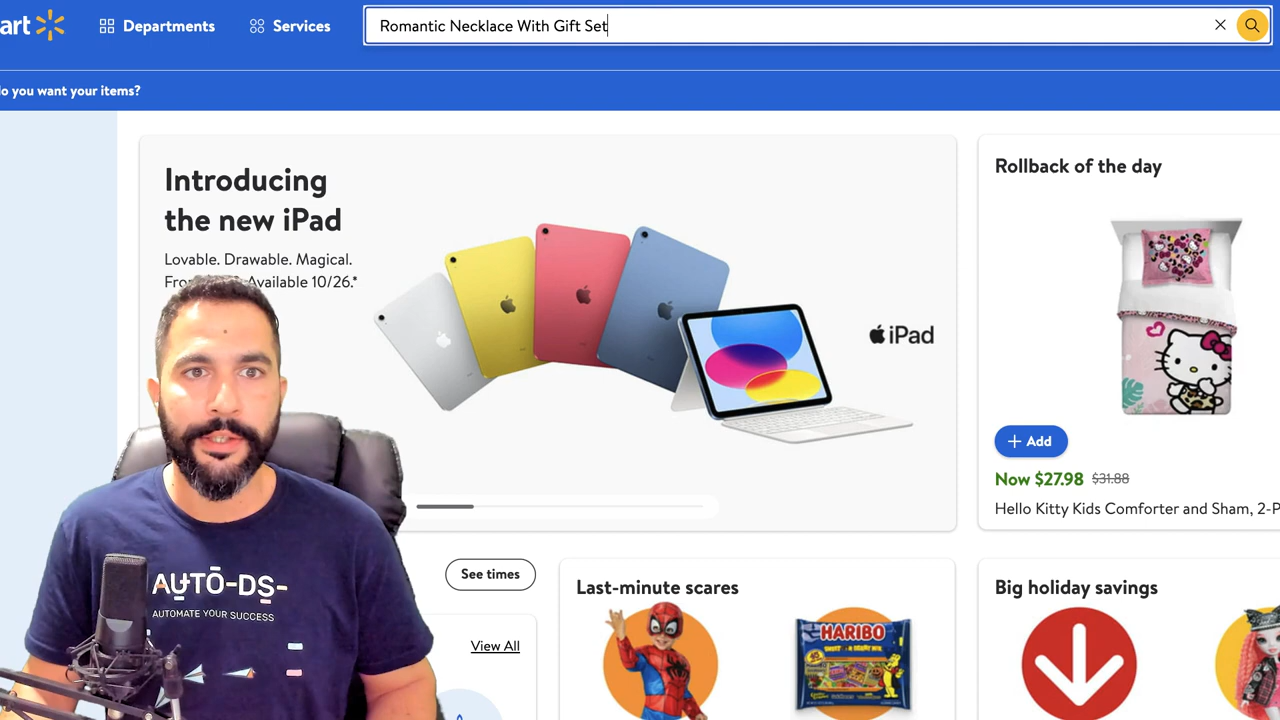 art
Departments
Services
Romantic Necklace With Gift Set
do you want your items?
Introducing
the new iPad
Lovable. Drawable. Magical.
Available 10/26.*
iPad
Rollback of the day
Add
Now $27.98 $31.88
Hello Kitty Kids Comforter and Sham, 2-P
See times
View All
Last-minute scares
HARIBO
Big holiday savings
AUTO-DS-
AUTOMATE YOUR SUCCESS